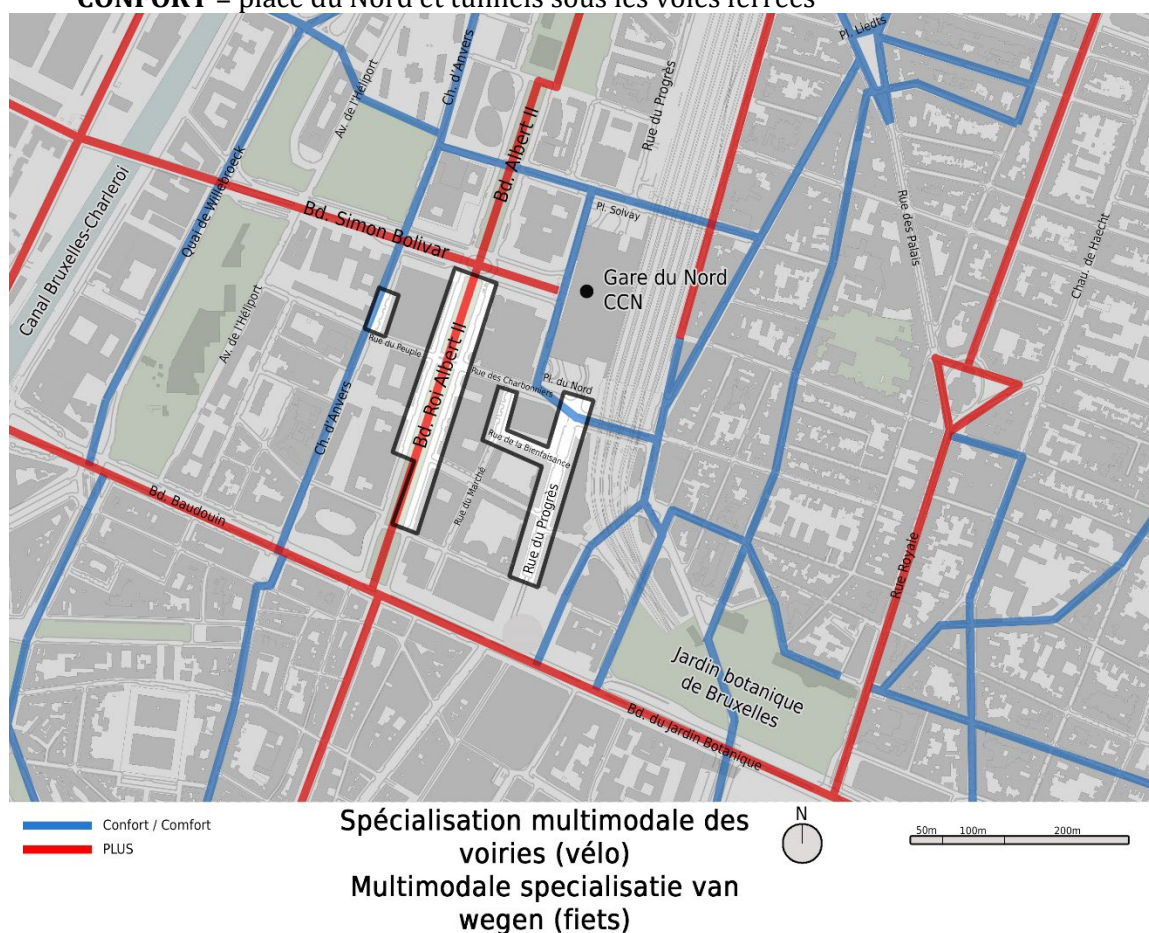 CONFORT = place du Nord et tunnels sous les voies ferrées
Pl. Liedts
Ch. d'Anvers
Av. de l'Héliport
Bd. Albert II
Rue du Progrès
Canal Bruxelles-Charleroi
Quai de Willebroeck
Pl. Solvay
Rue des Palais
Bd. Simon Bolivar
Chau. de Haecht
Gare du Nord
CCN
Av. de l'Héliport
Rue du Peuple
Bd. Roi Albert II
Rue des Charbonniers
Pl. du Nord
Ch. d'Anvers
Rue de la Bienfaisance
Rue du Marché
Bd. Baudouin
Rue du Progrès
Rue Royale
Jardin botanique
de Bruxelles
Bd. du Jardin Botanique
Confort / Comfort
PLUS
Spécialisation multimodale des
voiries (vélo)
Multimodale specialisatie van
wegen (fiets)
N
50m 100m 200m